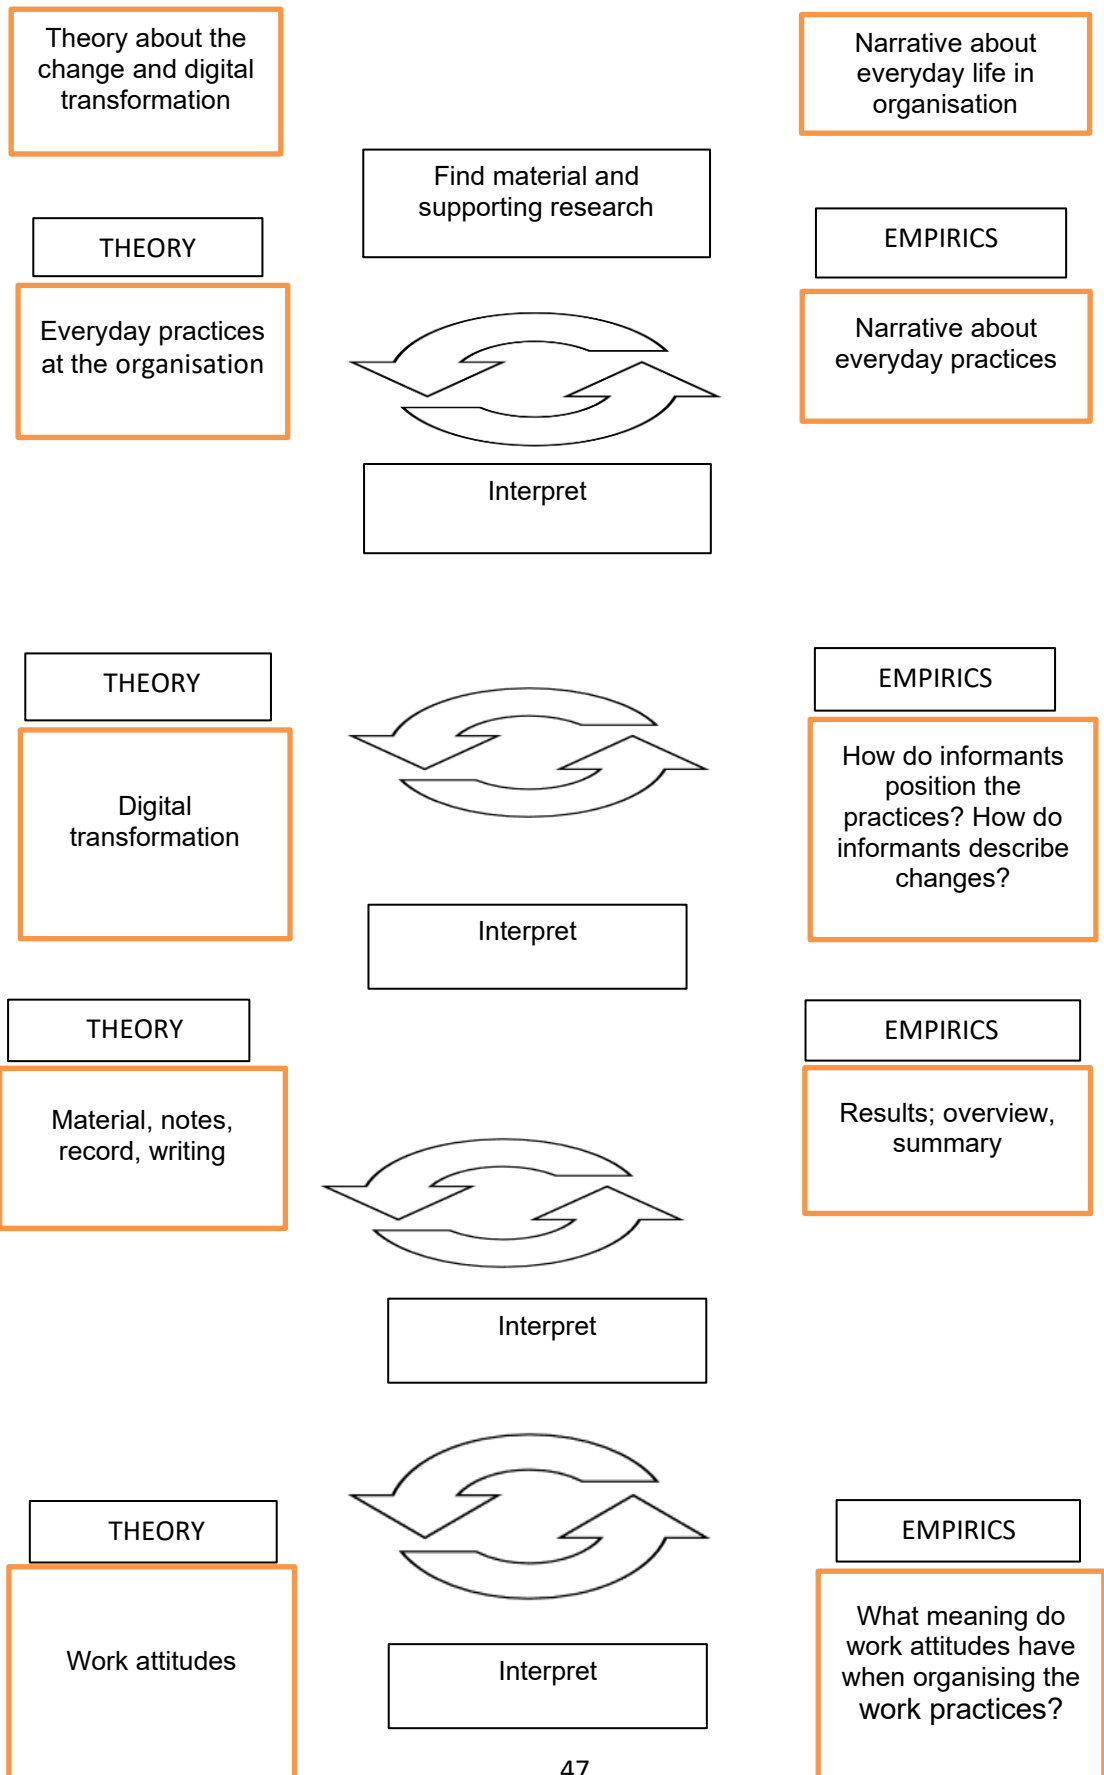 Theory about the
change and digital
transformation
Narrative about
everyday life in
organisation
Find material and
supporting research
THEORY
EMPIRICS
Everyday practices
at the organisation
Narrative about
everyday practices
Interpret
THEORY
EMPIRICS
Digital
transformation
How do informants
position the
practices? How do
informants describe
changes?
Interpret
THEORY
EMPIRICS
Material, notes,
record, writing
Results; overview,
summary
Interpret
THEORY
EMPIRICS
Work attitudes
Interpret
What meaning do
work attitudes have
when organising the
work practices?
47